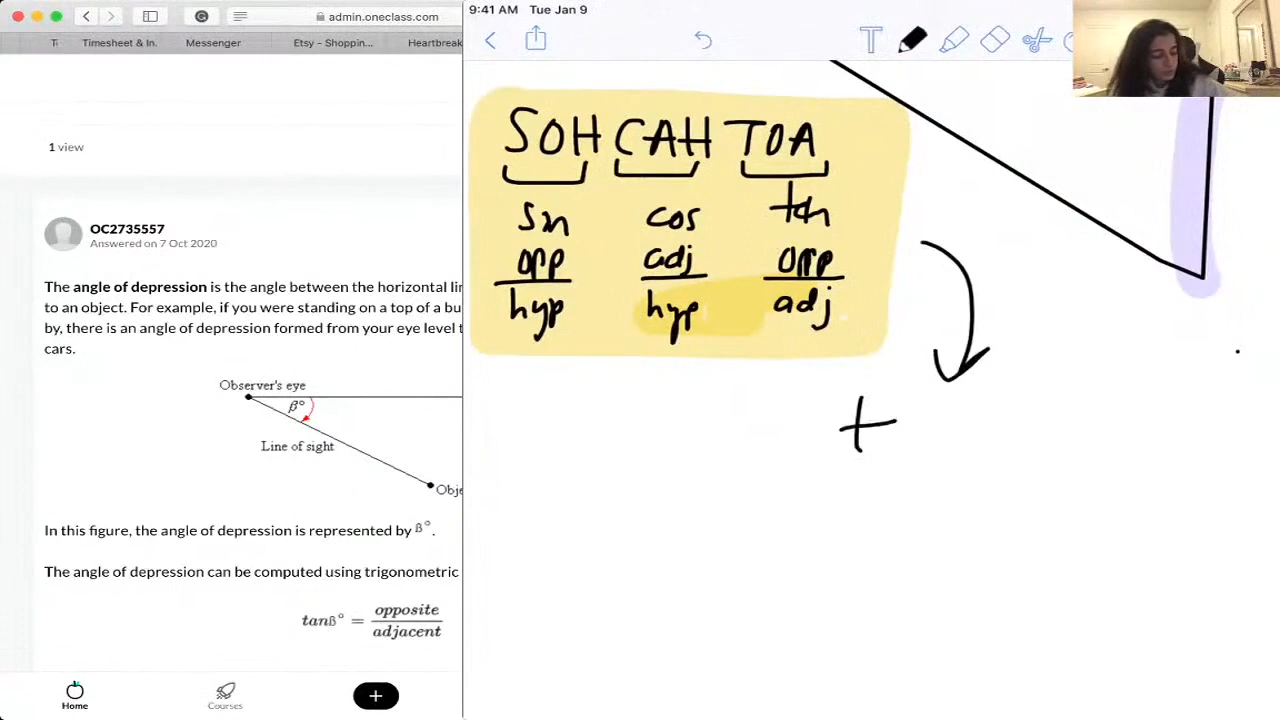 admin.oneclass.com
Timesheet & In.
Messenger
Etsy - Shoppin...
Heartbreak
1 view
OC2735557
Answered on 7 Oct 2020
The angle of depression is the angle between the horizontal li
to an object. For example, if you were standing on a top of a bu
by, there is an angle of depression formed from your eye level t
cars.
Observer's eye
β°
Line of sight
Obje
In this figure, the angle of depression is represented by β°.
The angle of depression can be computed using trigonometric
tanβ° = opposite
adjacent
Home
Courses
+
9:41 AM Tue Jan 9
T
SOH CAH TOA
sin cos tan
opp adj opp
hyp hyp adj
+